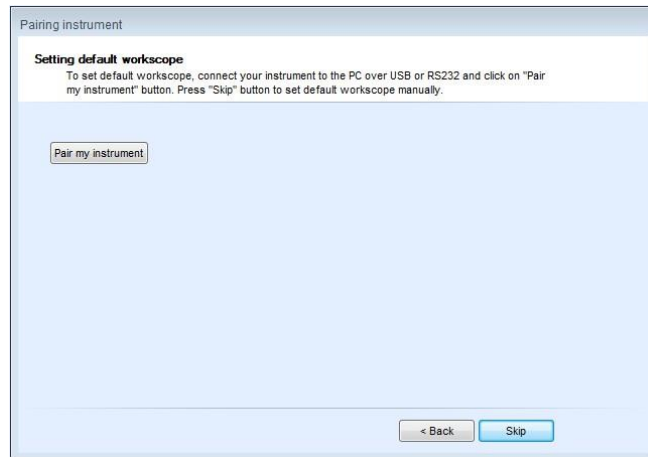 Pairing instrument
Setting default workscope
To set default workscope, connect your instrument to the PC over USB or RS232 and click on "Pair
my instrument" button. Press "Skip" button to set default workscope manually.
Pair my instrument
< Back
Skip